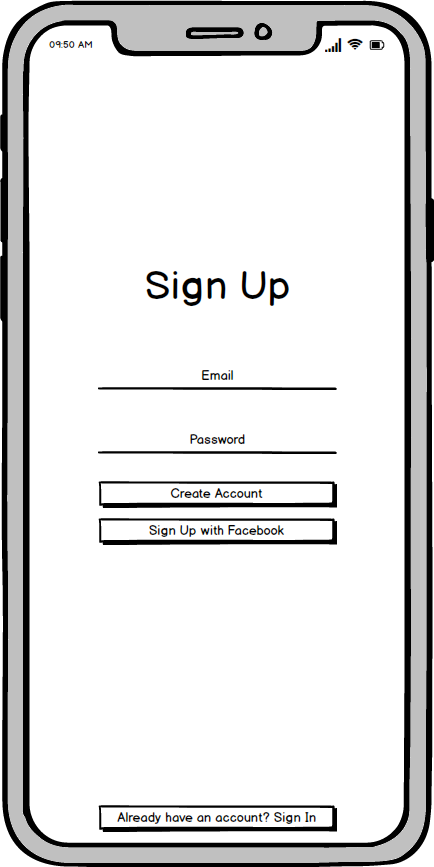 09:50 AM
Sign Up
Email
Password
Create Account
Sign Up with Facebook
Already have an account? Sign In